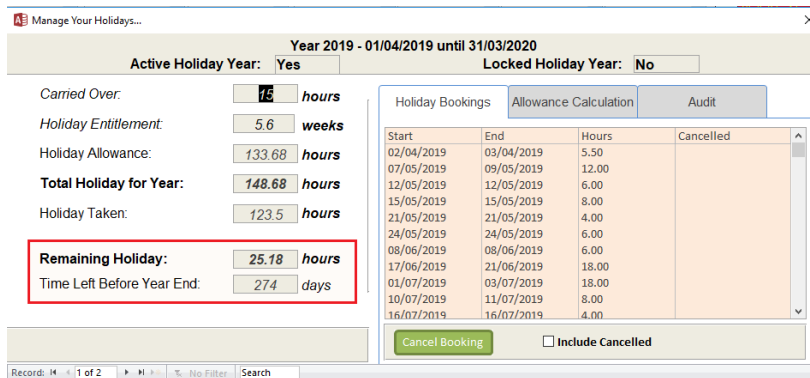 Manage Your Holidays...
Year 2019 - 01/04/2019 until 31/03/2020
Active Holiday Year: Yes Locked Holiday Year: No
Carried Over: 15 hours
Holiday Entitlement: 5.6 weeks
Holiday Allowance: 133.68 hours
Total Holiday for Year: 148.68 hours
Holiday Taken: 123.5 hours
Remaining Holiday: 25.18 hours
Time Left Before Year End: 274 days
Holiday Bookings Allowance Calculation Audit
Start End Hours Cancelled
02/04/2019 03/04/2019 5.50
07/05/2019 09/05/2019 12.00
12/05/2019 12/05/2019 6.00
15/05/2019 15/05/2019 8.00
21/05/2019 21/05/2019 4.00
24/05/2019 24/05/2019 6.00
08/06/2019 08/06/2019 6.00
17/06/2019 21/06/2019 18.00
01/07/2019 03/07/2019 18.00
10/07/2019 11/07/2019 8.00
16/07/2019 16/07/2019 4.00
Cancel Booking Include Cancelled
Record: 1 of 2 No Filter Search